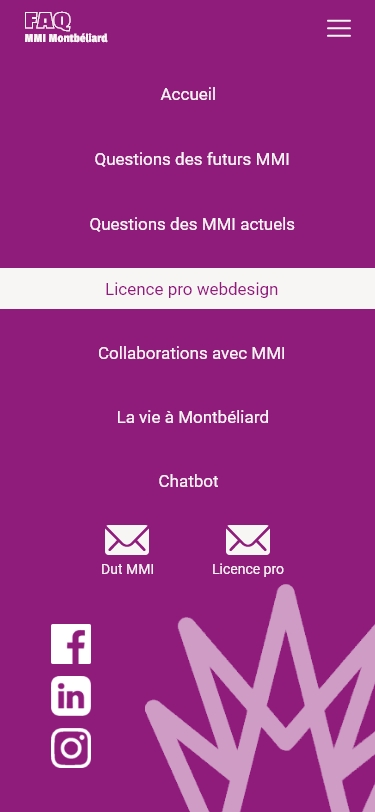 FAQ
MMI Montbéliard
Accueil
Questions des futurs MMI
Questions des MMI actuels
Licence pro webdesign
Collaborations avec MMI
La vie à Montbéliard
Chatbot
Dut MMI
Licence pro
f
in